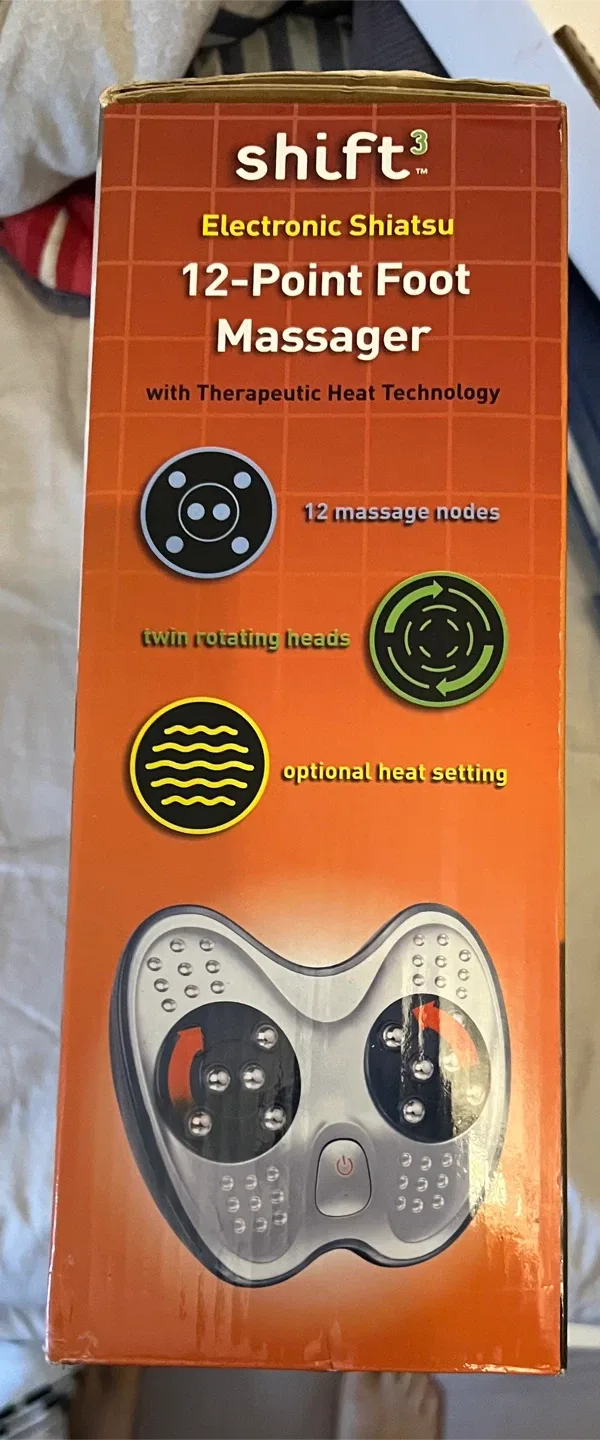 shift3™
Electronic Shiatsu
12-Point Foot
Massager
with Therapeutic Heat Technology
12 massage nodes
twin rotating heads
optional heat setting